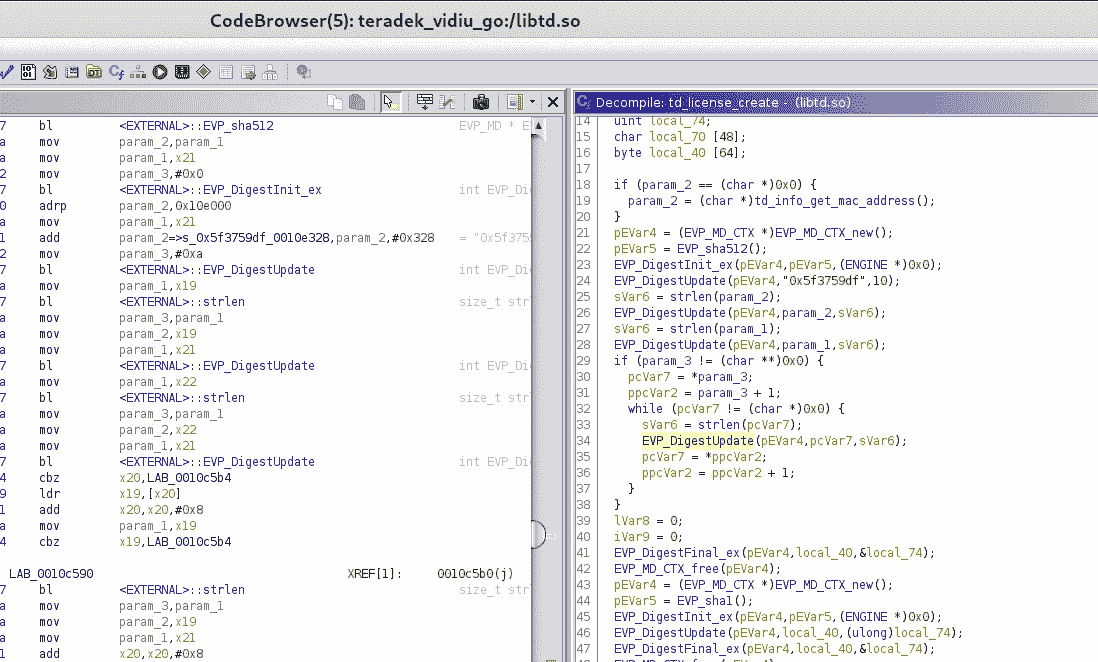 CodeBrowser(5): teradek_vidiu_go:/libtd.so
7 bl <EXTERNAL>::EVP_sha512 EVP_MD * E
a mov param_2,param_1
a mov param_1,x21
2 mov param_3,#0x0
7 bl <EXTERNAL>::EVP_DigestInit_ex int EVP_Di
0 adrp param_2,0x10e000
a mov param_1,x21
1 add param_2=>s_0x5f3759df_0010e328,param_2,#0x328 = "0x5f375
2 mov param_3,#0xa
7 bl <EXTERNAL>::EVP_DigestUpdate int EVP_Di
a mov param_1,x19
7 bl <EXTERNAL>::strlen size_t str
a mov param_3,param_1
a mov param_2,x19
a mov param_1,x21
7 bl <EXTERNAL>::EVP_DigestUpdate int EVP_Di
a mov param_1,x22
7 bl <EXTERNAL>::strlen size_t str
a mov param_3,param_1
a mov param_2,x22
a mov param_1,x21
7 bl <EXTERNAL>::EVP_DigestUpdate int EVP_Di
4 cbz x20,LAB_0010c5b4
9 ldr x19,[x20]
1 add x20,x20,#0x8
a mov param_1,x19
4 cbz x19,LAB_0010c5b4
LAB_0010c590 XREF[1]: 0010c5b0(j)
7 bl <EXTERNAL>::strlen size_t str
a mov param_3,param_1
a mov param_2,x19
a mov param_1,x21
1 add x20,x20,#0x8
Decompile: td_license_create - (libtd.so)
14 uint local_74;
15 char local_70 [48];
16 byte local_40 [64];
17
18 if (param_2 == (char *)0x0) {
19 param_2 = (char *)td_info_get_mac_address();
20 }
21 pEVar4 = (EVP_MD_CTX *)EVP_MD_CTX_new();
22 pEVar5 = EVP_sha512();
23 EVP_DigestInit_ex(pEVar4,pEVar5,(ENGINE *)0x0);
24 EVP_DigestUpdate(pEVar4,"0x5f3759df",10);
25 sVar6 = strlen(param_2);
26 EVP_DigestUpdate(pEVar4,param_2,sVar6);
27 sVar6 = strlen(param_1);
28 EVP_DigestUpdate(pEVar4,param_1,sVar6);
29 if (param_3 != (char **)0x0) {
30 pcVar7 = *param_3;
31 ppcVar2 = param_3 + 1;
32 while (pcVar7 != (char *)0x0) {
33 sVar6 = strlen(pcVar7);
34 EVP_DigestUpdate(pEVar4,pcVar7,sVar6);
35 pcVar7 = *ppcVar2;
36 ppcVar2 = ppcVar2 + 1;
37 }
38 }
39 lVar8 = 0;
40 iVar9 = 0;
41 EVP_DigestFinal_ex(pEVar4,local_40,&local_74);
42 EVP_MD_CTX_free(pEVar4);
43 pEVar4 = (EVP_MD_CTX *)EVP_MD_CTX_new();
44 pEVar5 = EVP_sha1();
45 EVP_DigestInit_ex(pEVar4,pEVar5,(ENGINE *)0x0);
46 EVP_DigestUpdate(pEVar4,local_40,(ulong)local_74);
47 EVP_DigestFinal_ex(pEVar4,local_40,&local_74);